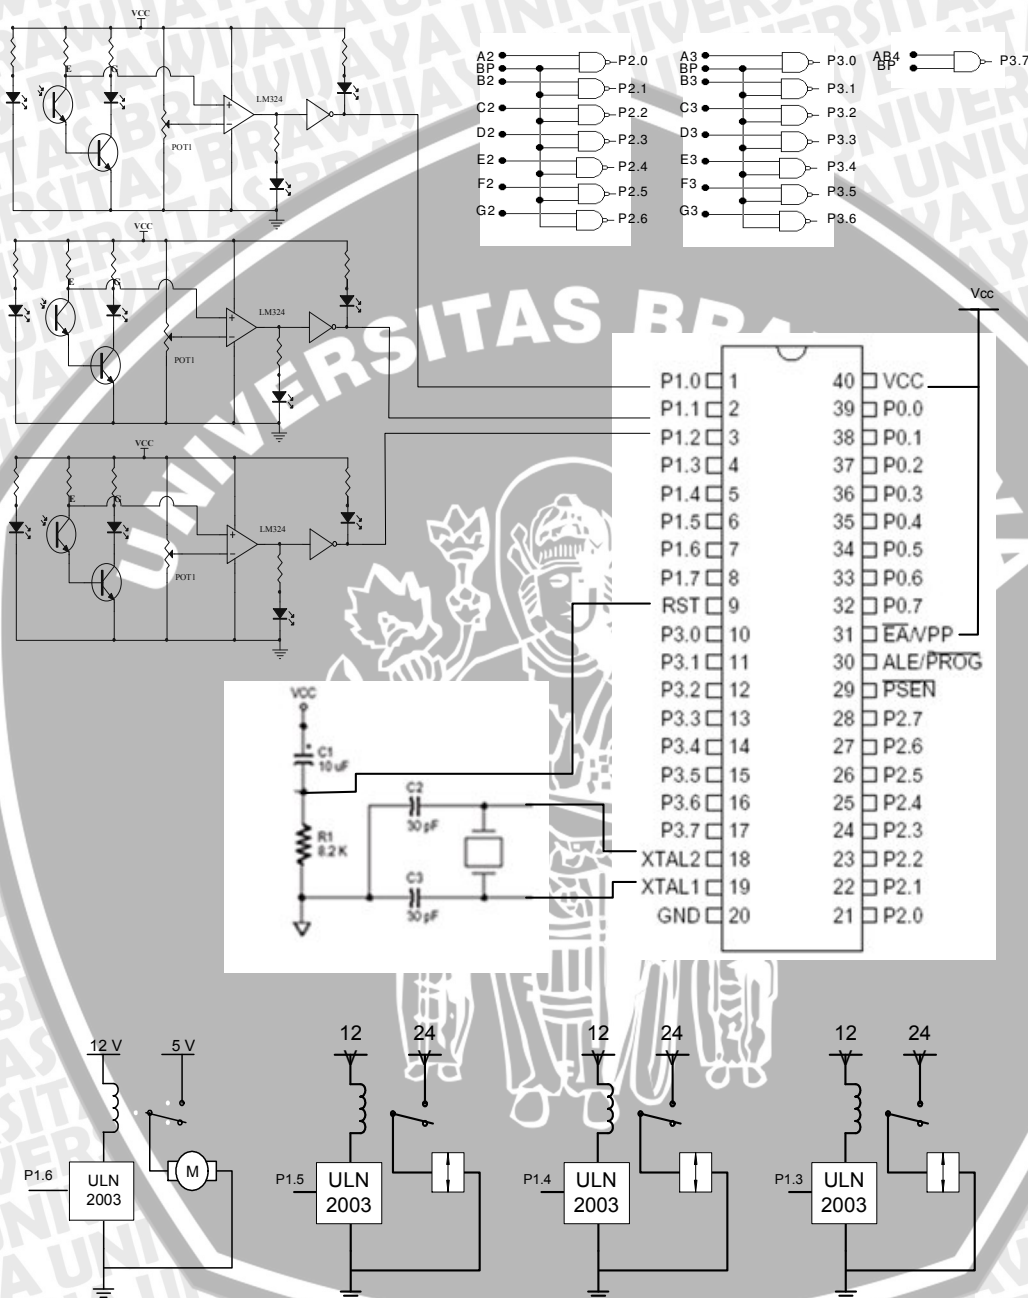 VCC
E
G
LM324
POT1
VCC
E
G
LM324
POT1
VCC
E
G
LM324
POT1
A2
BP
B2
C2
D2
E2
F2
G2
P2.0
P2.1
P2.2
P2.3
P2.4
P2.5
P2.6
A3
BP
B3
C3
D3
E3
F3
G3
P3.0
P3.1
P3.2
P3.3
P3.4
P3.5
P3.6
AB4
BP
P3.7
UNIVERSITAS BRA
Vcc
P1.0 1 40 VCC
P1.1 2 39 P0.0
P1.2 3 38 P0.1
P1.3 4 37 P0.2
P1.4 5 36 P0.3
P1.5 6 35 P0.4
P1.6 7 34 P0.5
P1.7 8 33 P0.6
RST 9 32 P0.7
P3.0 10 31 EA/VPP
P3.1 11 30 ALE/PROG
P3.2 12 29 PSEN
P3.3 13 28 P2.7
P3.4 14 27 P2.6
P3.5 15 26 P2.5
P3.6 16 25 P2.4
P3.7 17 24 P2.3
XTAL2 18 23 P2.2
XTAL1 19 22 P2.1
GND 20 21 P2.0
VCC
C1
10 uF
R1
8.2 K
C2
30 pF
C3
30 pF
12 V
5 V
P1.6
ULN
2003
M
12
24
P1.5
ULN
2003
12
24
P1.4
ULN
2003
12
24
P1.3
ULN
2003